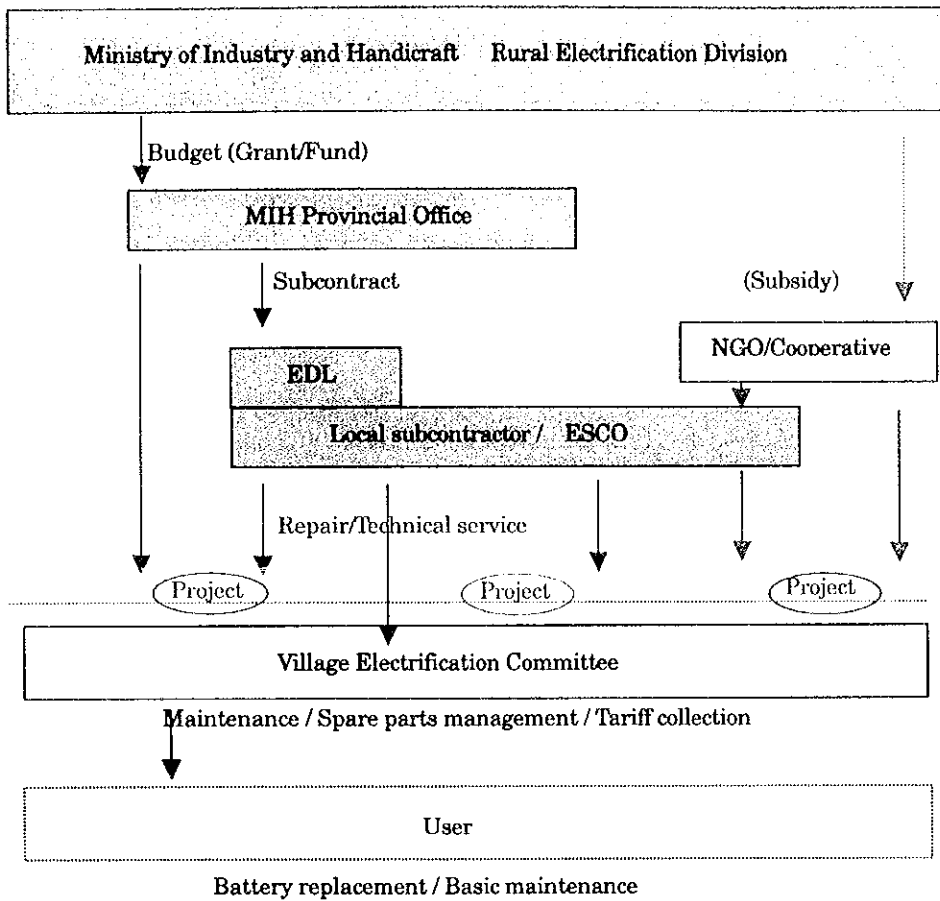 Ministry of Industry and Handicraft Rural Electrification Division
Budget (Grant/Fund)
MIH Provincial Office
Subcontract
(Subsidy)
NGO/Cooperative
EDL
Local subcontractor / ESCO
Repair/Technical service
Project
Project
Project
Village Electrification Committee
Maintenance / Spare parts management / Tariff collection
User
Battery replacement / Basic maintenance